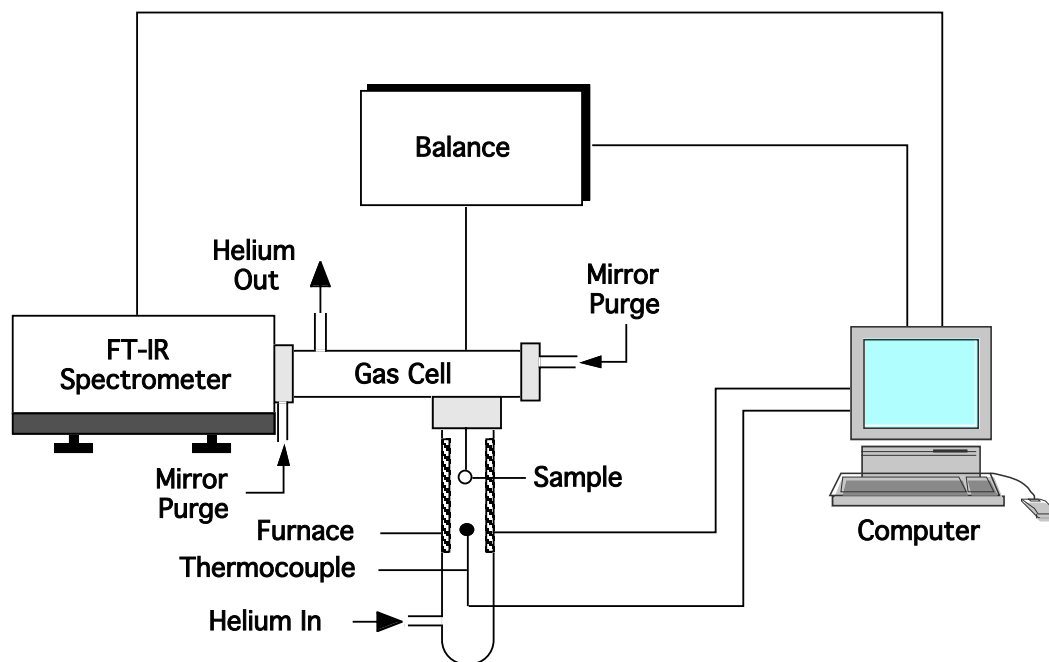 Balance
Helium
Out
Mirror
Purge
FT-IR
Spectrometer
Gas Cell
Mirror
Purge
Sample
Furnace
Computer
Thermocouple
Helium In